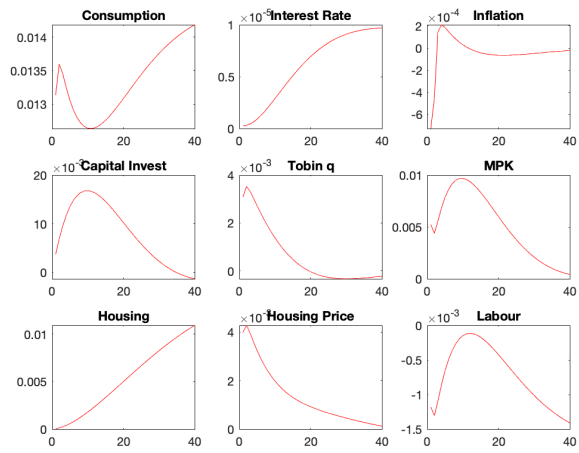 Consumption
0.014
0.0135
0.013
0 20 40
Interest Rate
×10⁻⁵
1
0.5
0
0 20 40
Inflation
×10⁻⁴
2
0
-2
-4
-6
0 20 40
Capital Invest
×10⁻³
20
10
0
0 20 40
Tobin q
×10⁻³
4
2
0
0 20 40
MPK
0.01
0.005
0
0 20 40
Housing
0.01
0.005
0
0 20 40
Housing Price
×10⁻³
4
2
0
0 20 40
Labour
×10⁻³
0
-0.5
-1
-1.5
0 20 40